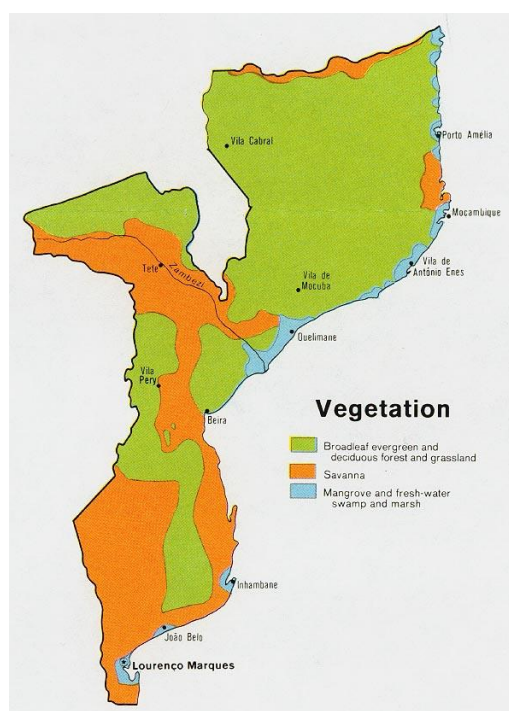 Vila Cabral
Porto Amélia
Moçambique
Vila de
António Enes
Tete
Zambezi
Vila de
Mocuba
Quelimane
Vila
Pery
Beira
Vegetation
Broadleaf evergreen and
deciduous forest and grassland
Savanna
Mangrove and fresh-water
swamp and marsh
Inhambane
João Belo
Lourenço Marques